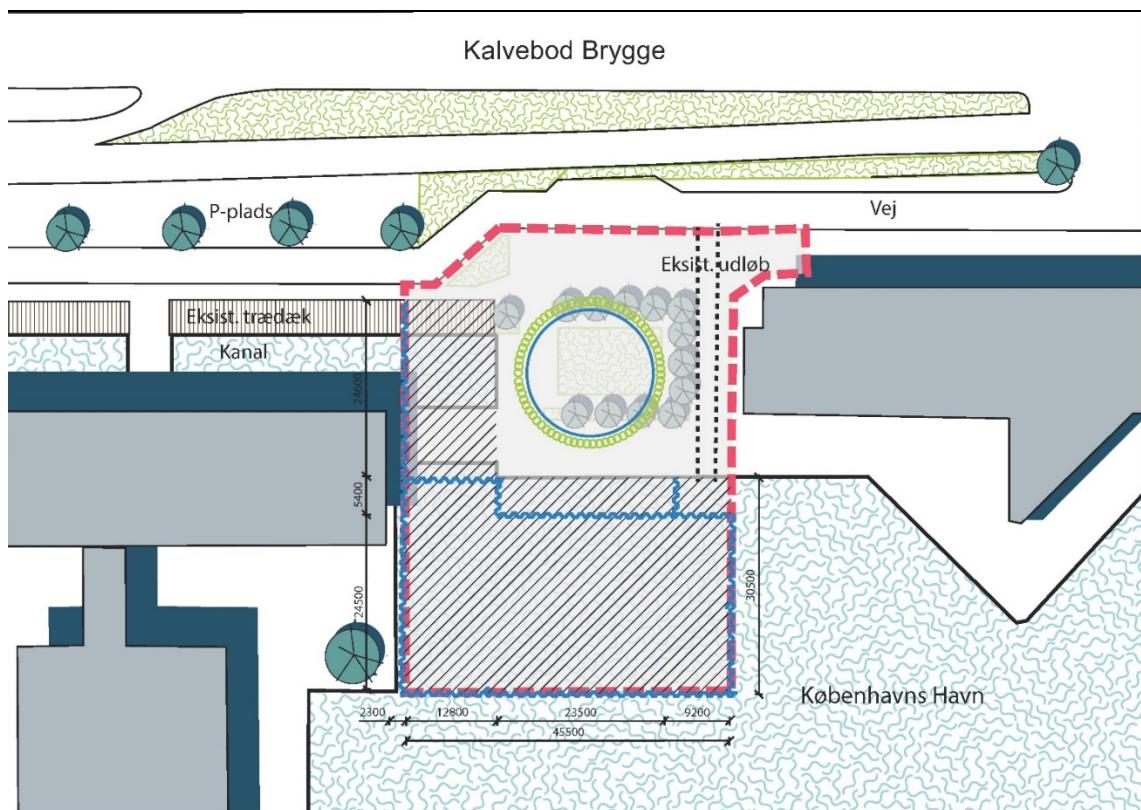 Kalvebod Brygge
P-plads
Vej
Eksist. udløb
Eksist. trædæk
Kanal
24600
5400
24500
30500
Københavns Havn
2300
12800
23500
9200
45500